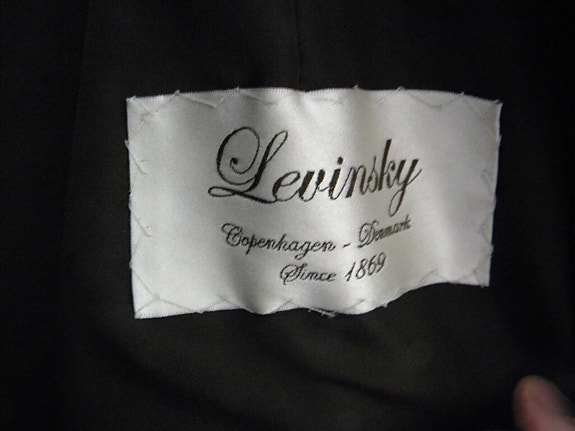 Levinsky
Copenhagen - Denmark
Since 1869